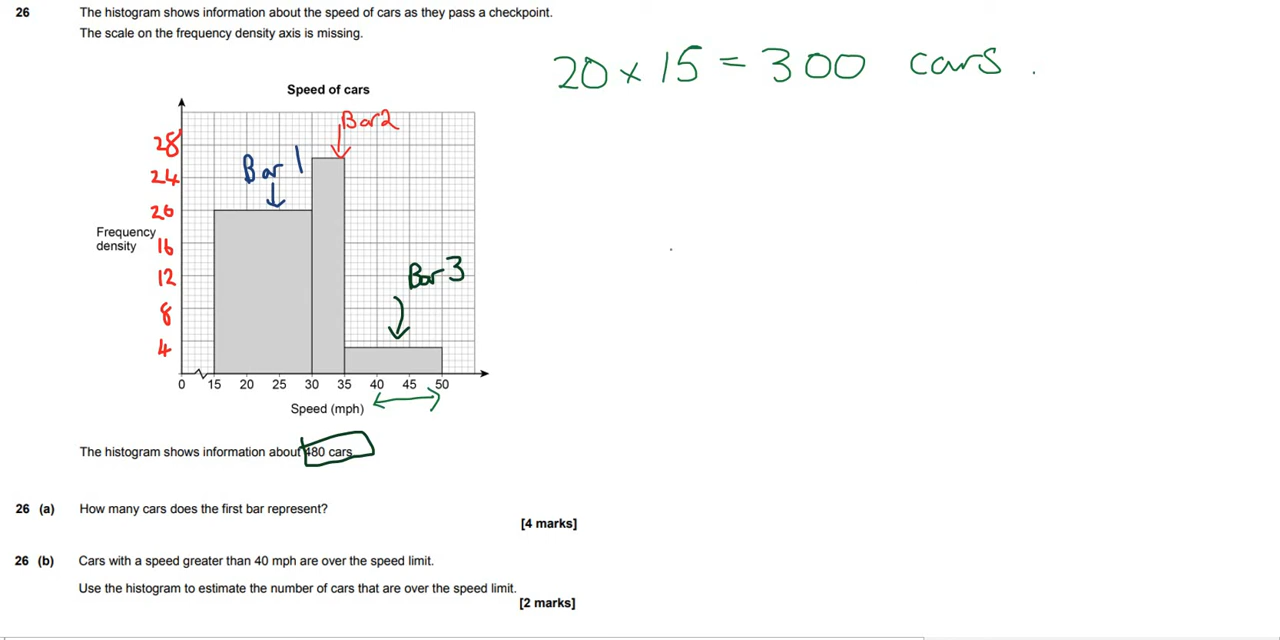 26 The histogram shows information about the speed of cars as they pass a checkpoint.
The scale on the frequency density axis is missing.
20 × 15 = 300 cars .
Speed of cars
Bar 2
28
Bar 1
24
20
Frequency
density
16
Bar 3
12
8
4
0 15 20 25 30 35 40 45 50
Speed (mph)
The histogram shows information about 480 cars
26 (a) How many cars does the first bar represent?
[4 marks]
26 (b) Cars with a speed greater than 40 mph are over the speed limit.
Use the histogram to estimate the number of cars that are over the speed limit.
[2 marks]